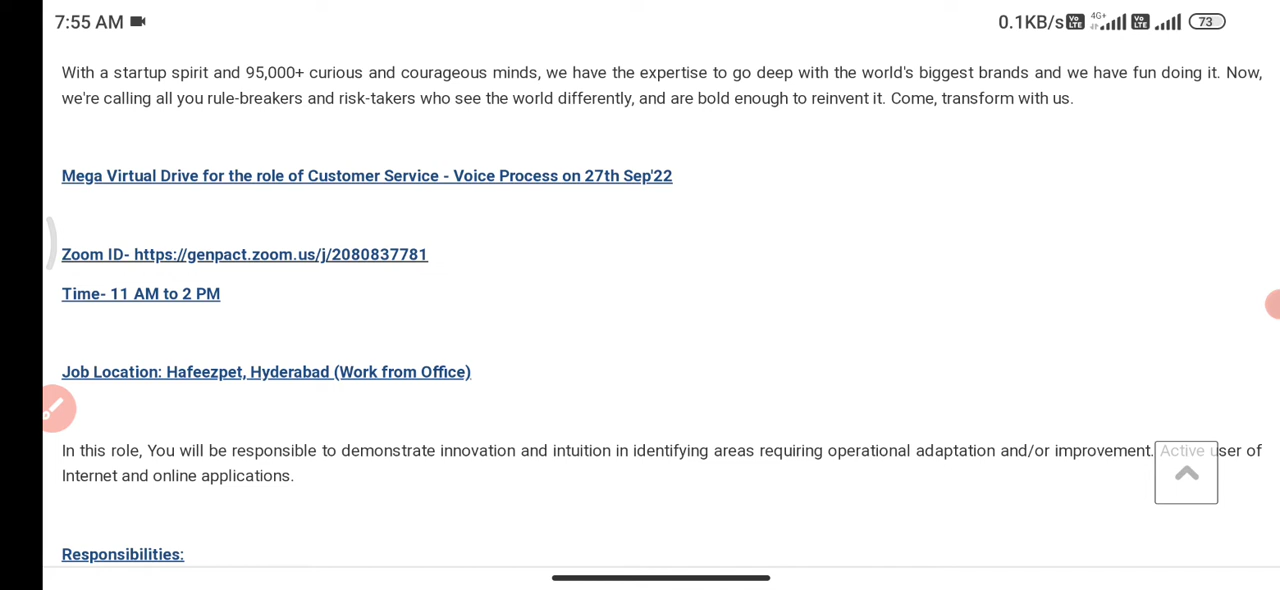 7:55 AM
0.1KB/s Vo LTE 4G+ Vo LTE 73
With a startup spirit and 95,000+ curious and courageous minds, we have the expertise to go deep with the world's biggest brands and we have fun doing it. Now,
we're calling all you rule-breakers and risk-takers who see the world differently, and are bold enough to reinvent it. Come, transform with us.
Mega Virtual Drive for the role of Customer Service - Voice Process on 27th Sep'22
Zoom ID- https://genpact.zoom.us/j/2080837781
Time- 11 AM to 2 PM
Job Location: Hafeezpet, Hyderabad (Work from Office)
In this role, You will be responsible to demonstrate innovation and intuition in identifying areas requiring operational adaptation and/or improvement. Active user of
Internet and online applications.
Responsibilities: